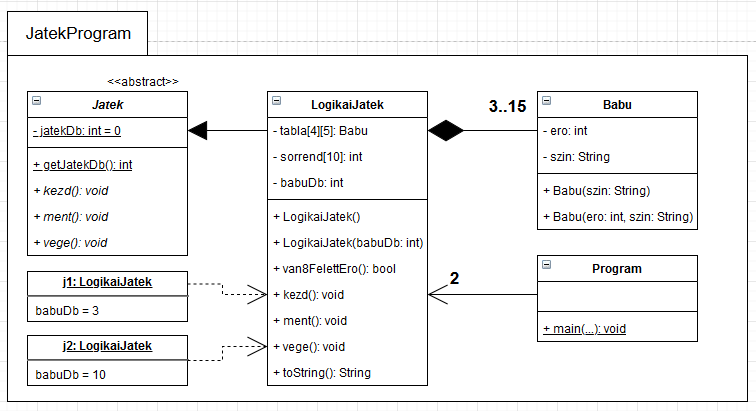 JatekProgram
<<abstract>>
Jatek
- jatekDb: int = 0
+ getJatekDb(): int
+ kezd(): void
+ ment(): void
+ vege(): void
j1: LogikaiJatek
babuDb = 3
j2: LogikaiJatek
babuDb = 10
LogikaiJatek
- tabla[4][5]: Babu
- sorrend[10]: int
- babuDb: int
+ LogikaiJatek()
+ LogikaiJatek(babuDb: int)
+ van8FelettEro(): bool
+ kezd(): void
+ ment(): void
+ vege(): void
+ toString(): String
3..15
Babu
- ero: int
- szin: String
+ Babu(szin: String)
+ Babu(ero: int, szin: String)
2
Program
+ main(...): void